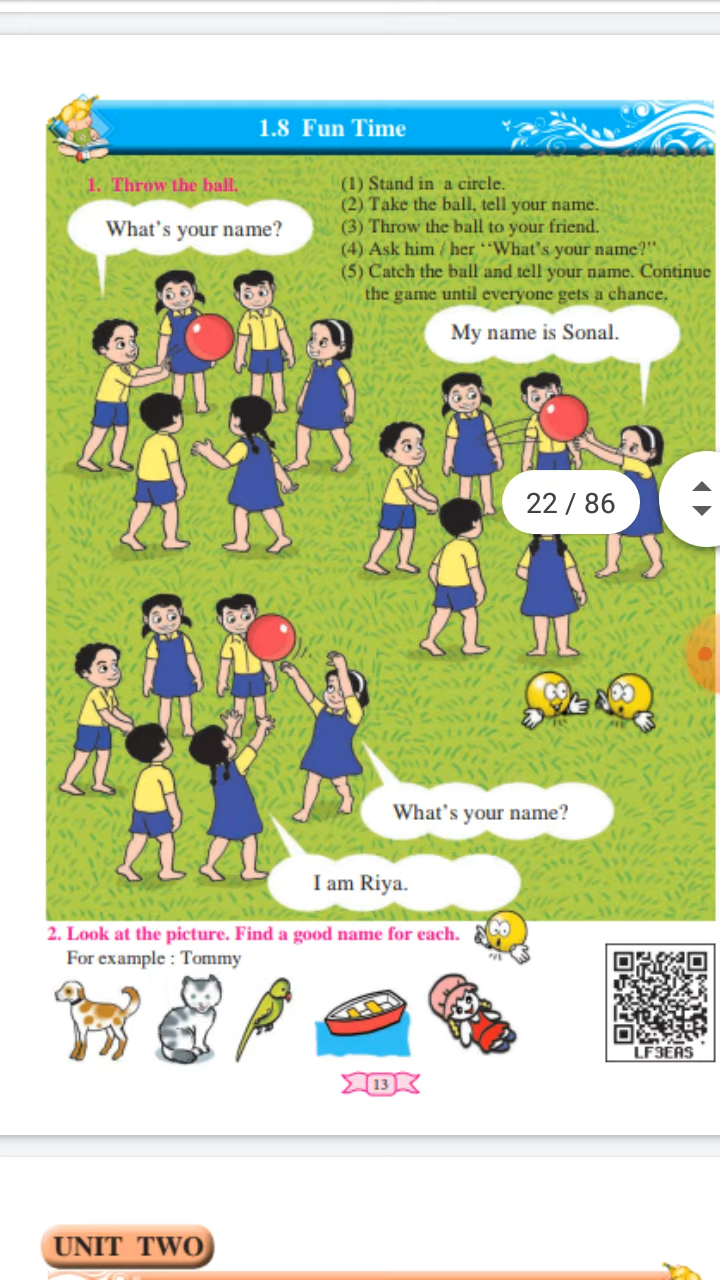 1.8 Fun Time
1. Throw the ball.
(1) Stand in a circle.
(2) Take the ball, tell your name.
(3) Throw the ball to your friend.
(4) Ask him / her ‘‘What's your name?’’
(5) Catch the ball and tell your name. Continue
the game until everyone gets a chance.
What's your name?
My name is Sonal.
22 / 86
What's your name?
I am Riya.
2. Look at the picture. Find a good name for each.
For example : Tommy
LF3EAS
13
UNIT TWO